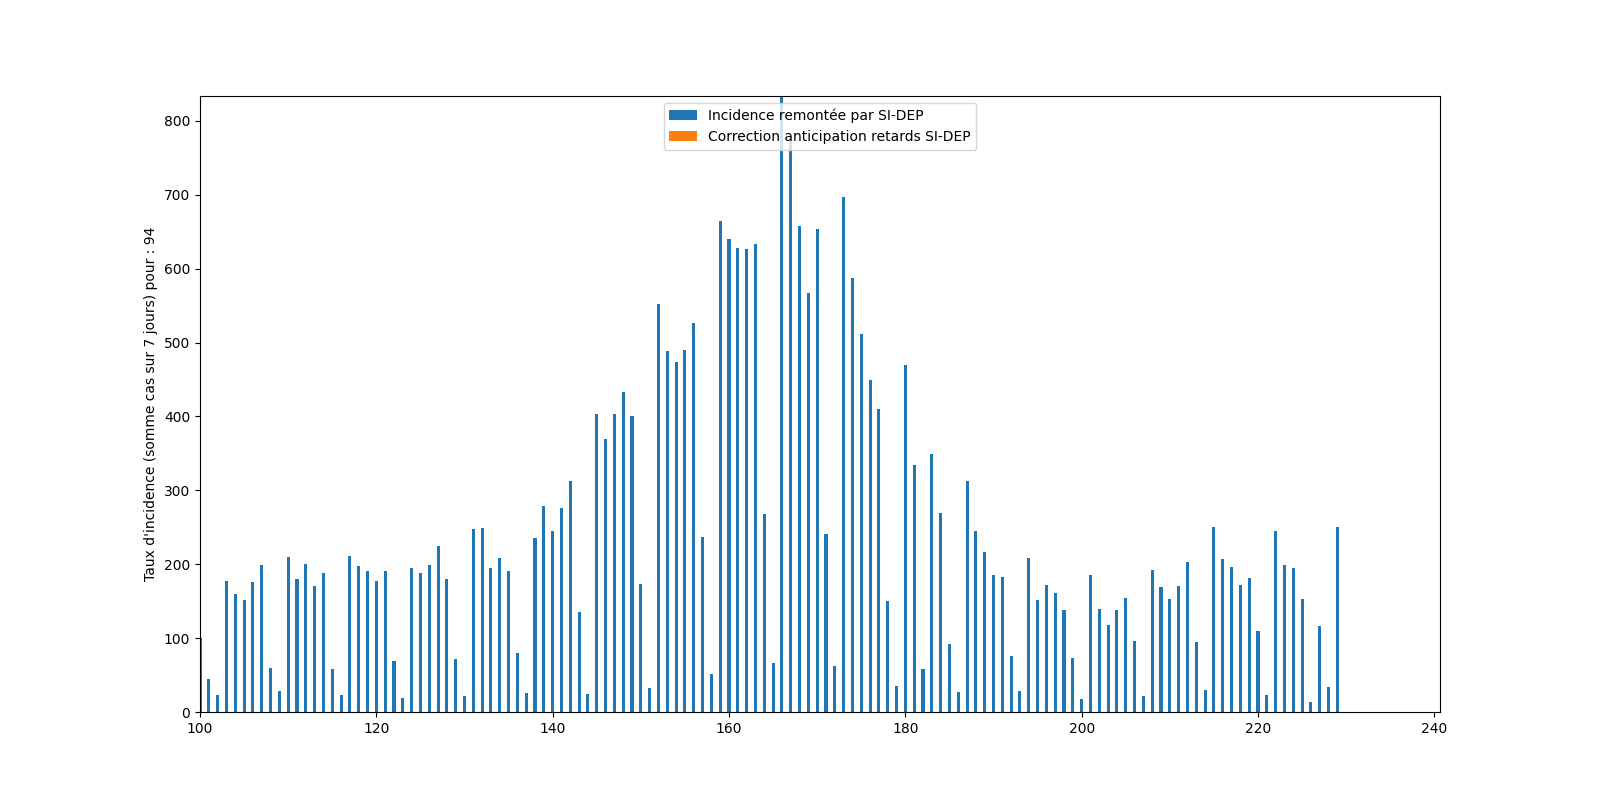 Incidence remontée par SI-DEP
Correction anticipation retards SI-DEP
Taux d'incidence (somme cas sur 7 jours) pour : 94
800
700
600
500
400
300
200
100
0
100 120 140 160 180 200 220 240